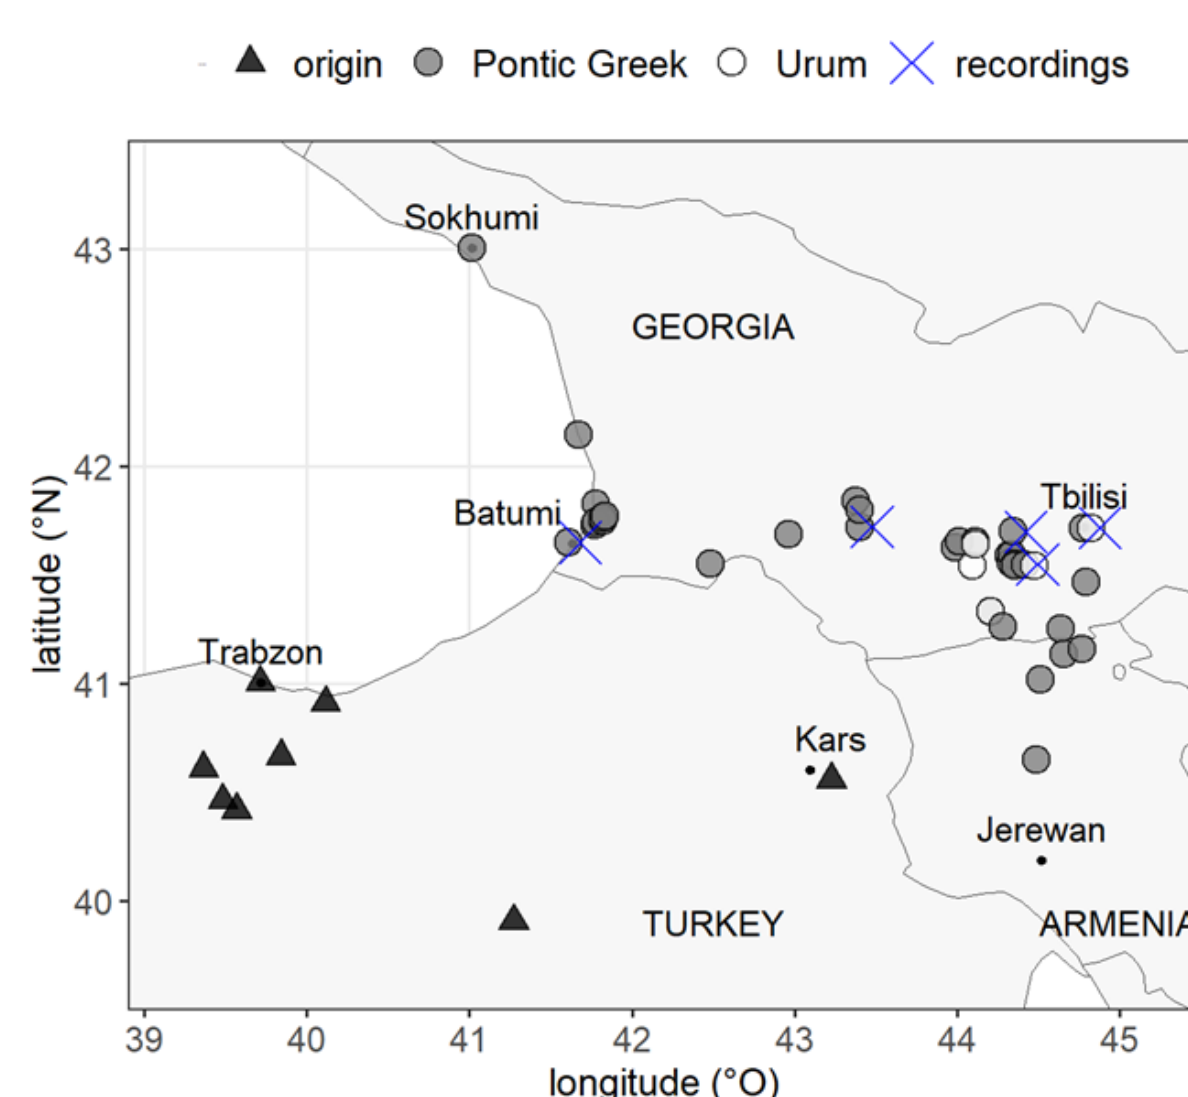 origin Pontic Greek Urum recordings
Sokhumi
43
GEORGIA
42
Tbilisi
Batumi
latitude (°N)
Trabzon
41
Kars
Jerewan
40
TURKEY
ARMENIA
39 40 41 42 43 44 45
longitude (°O)